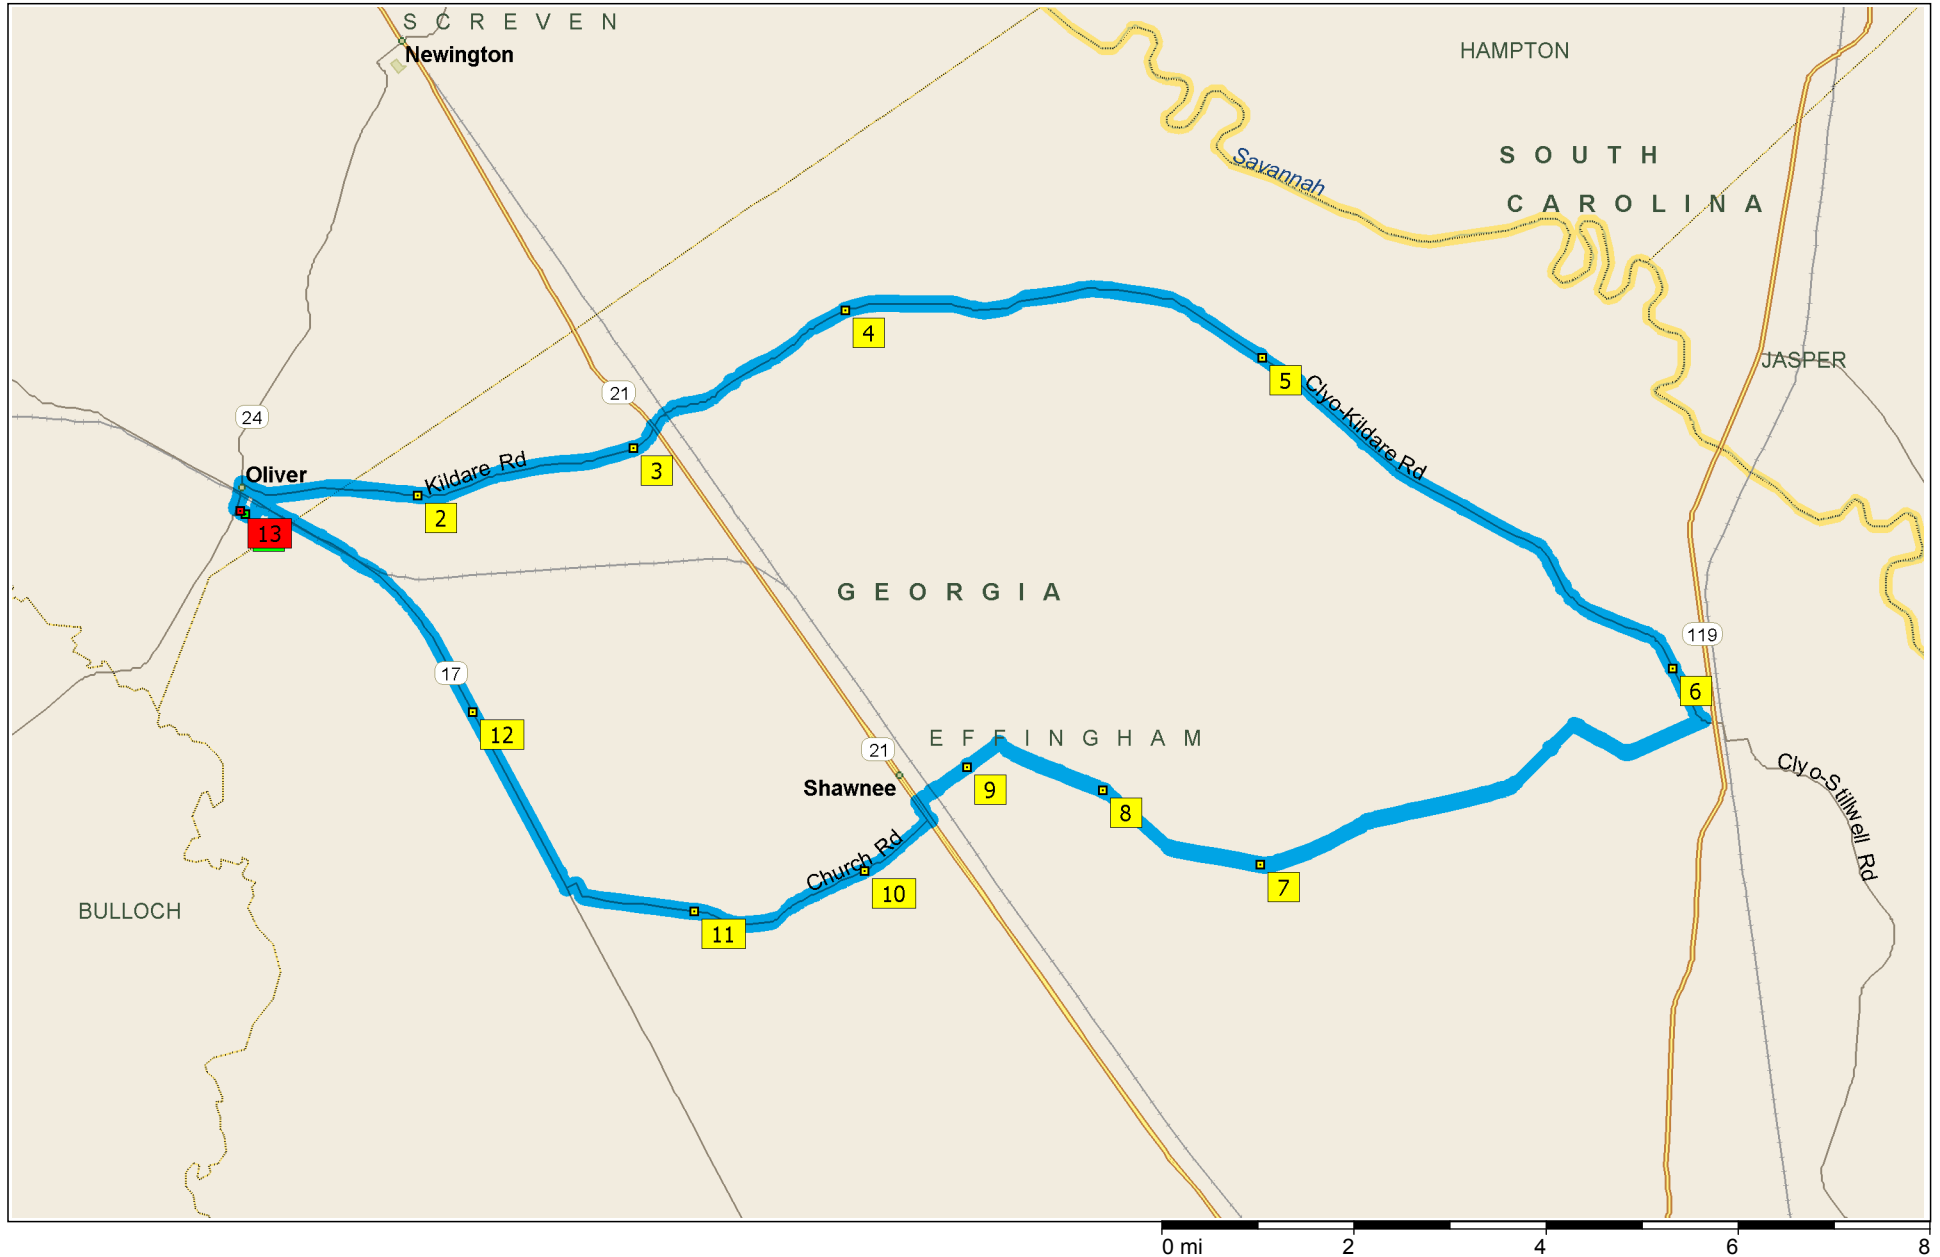 S C R E V E N
Newington
HAMPTON
Savannah
S O U T H
C A R O L I N A
JASPER
21
24
4
5
Clyo-Kildare Rd
Oliver
Kildare Rd
3
2
13
G E O R G I A
119
17
6
12
21
E F F I N G H A M
Shawnee
9
8
Clyo-Stillwell Rd
Church Rd
10
7
BULLOCH
11
0 mi 2 4 6 8